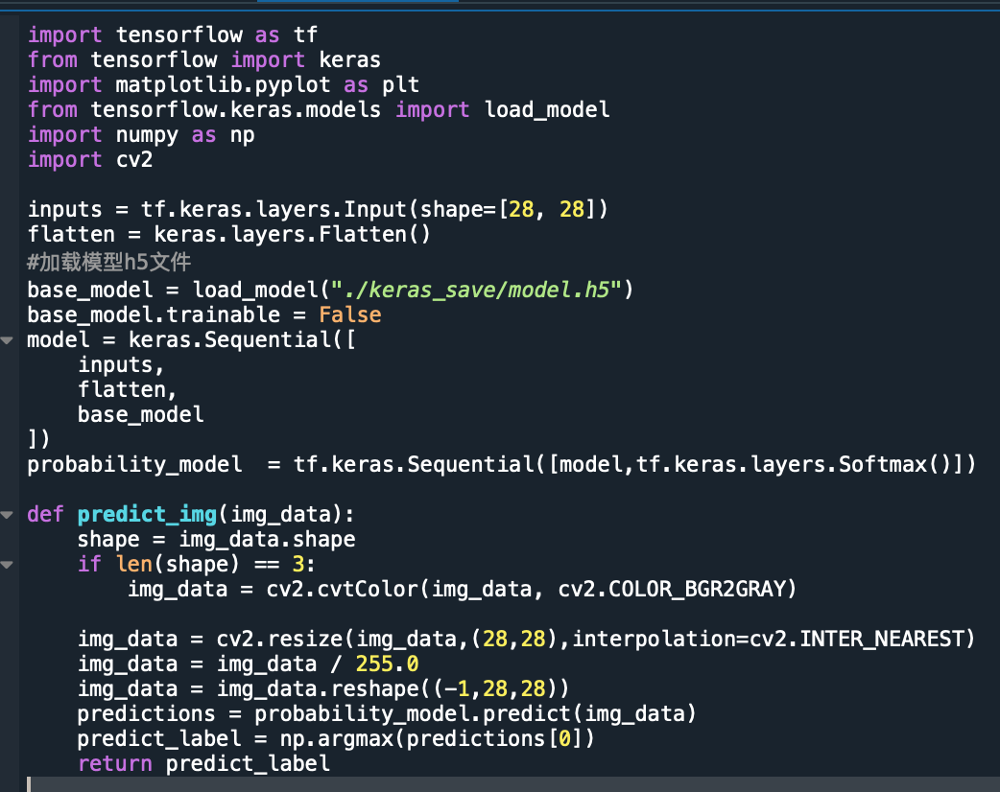 import tensorflow as tf
from tensorflow import keras
import matplotlib.pyplot as plt
from tensorflow.keras.models import load_model
import numpy as np
import cv2
inputs = tf.keras.layers.Input(shape=[28, 28])
flatten = keras.layers.Flatten()
#加载模型h5文件
base_model = load_model("./keras_save/model.h5")
base_model.trainable = False
model = keras.Sequential([
    inputs,
    flatten,
    base_model
])
probability_model  = tf.keras.Sequential([model,tf.keras.layers.Softmax()])
def predict_img(img_data):
    shape = img_data.shape
    if len(shape) == 3:
        img_data = cv2.cvtColor(img_data, cv2.COLOR_BGR2GRAY)
    img_data = cv2.resize(img_data,(28,28),interpolation=cv2.INTER_NEAREST)
    img_data = img_data / 255.0
    img_data = img_data.reshape((-1,28,28))
    predictions = probability_model.predict(img_data)
    predict_label = np.argmax(predictions[0])
    return predict_label